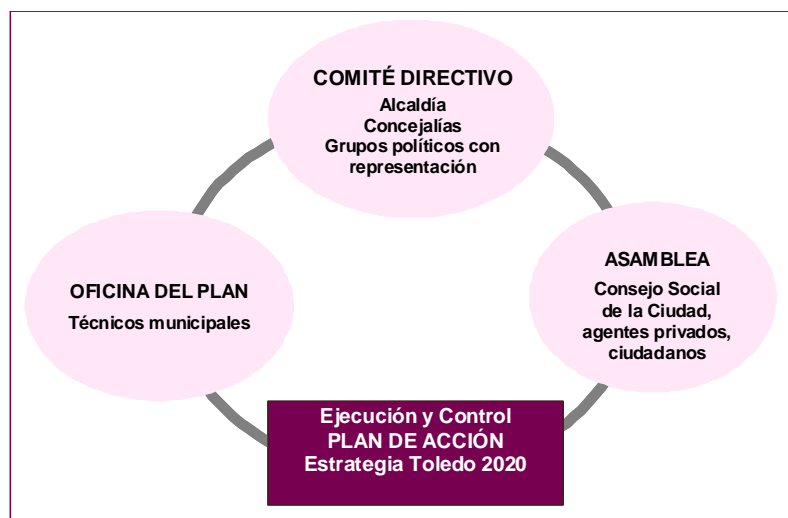 COMITÉ DIRECTIVO
Alcaldía
Concejalías
Grupos políticos con
representación
OFICINA DEL PLAN
Técnicos municipales
ASAMBLEA
Consejo Social
de la Ciudad,
agentes privados,
ciudadanos
Ejecución y Control
PLAN DE ACCIÓN
Estrategia Toledo 2020